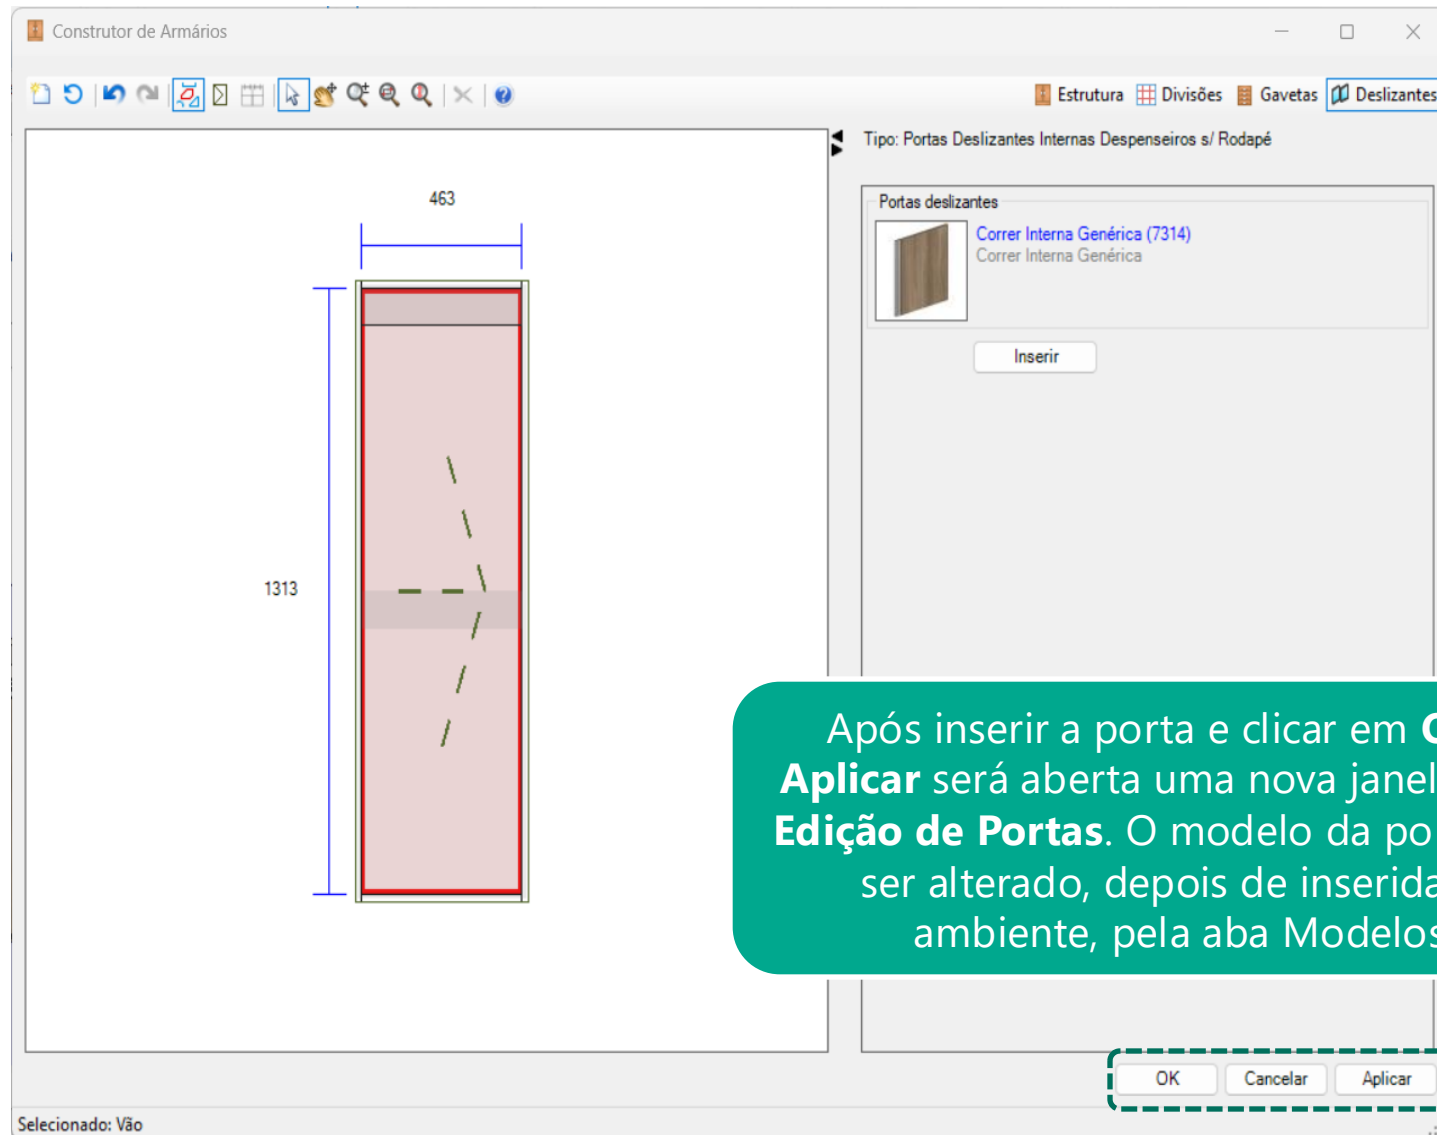 Construtor de Armários
Estrutura Divisões Gavetas Deslizantes
Tipo: Portas Deslizantes Internas Despenseiros s/ Rodapé
463
1313
Portas deslizantes
Correr Interna Genérica (7314)
Correr Interna Genérica
Inserir
Após inserir a porta e clicar em
Aplicar será aberta uma nova
Edição de Portas. O modelo da
ser alterado, depois de inserida
ambiente, pela aba Modelos
OK Cancelar Aplicar
Selecionado: Vão